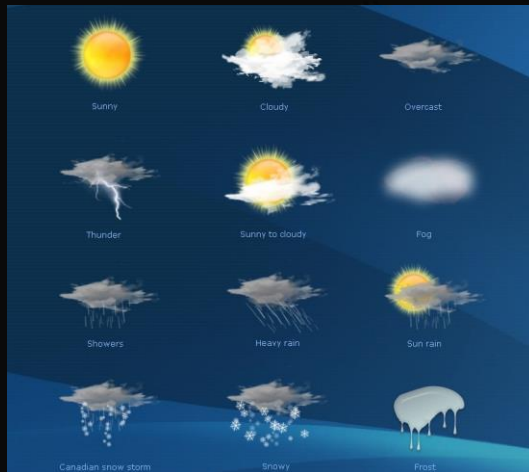 Sunny
Cloudy
Overcast
Thunder
Sunny to cloudy
Fog
Showers
Heavy rain
Sun rain
Canadian snow storm
Snowy
Frost